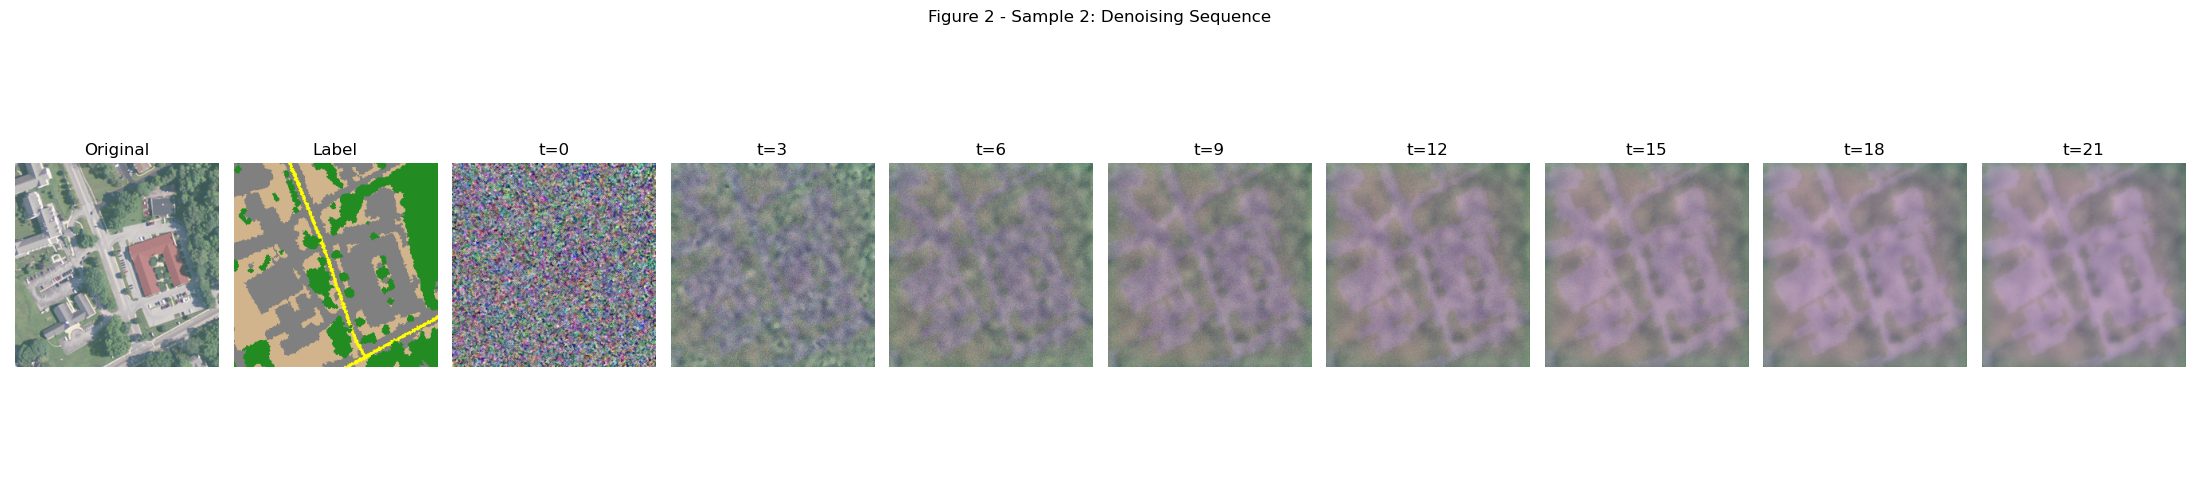 Figure 2 - Sample 2: Denoising Sequence
Original Label t=0 t=3 t=6 t=9 t=12 t=15 t=18 t=21